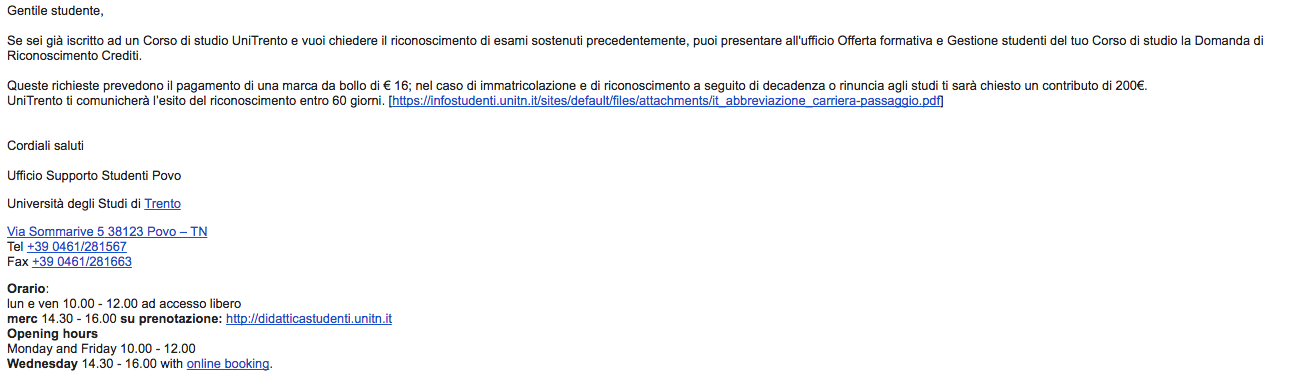 Gentile studente,
Se sei già iscritto ad un Corso di studio UniTrento e vuoi chiedere il riconoscimento di esami sostenuti precedentemente, puoi presentare all'ufficio Offerta formativa e Gestione studenti del tuo Corso di studio la Domanda di
Riconoscimento Crediti.
Queste richieste prevedono il pagamento di una marca da bollo di € 16; nel caso di immatricolazione e di riconoscimento a seguito di decadenza o rinuncia agli studi ti sarà chiesto un contributo di 200€.
UniTrento ti comunicherà l'esito del riconoscimento entro 60 giorni. [https://infostudenti.unitn.it/sites/default/files/attachments/it_abbreviazione_carriera-passaggio.pdf]
Cordiali saluti
Ufficio Supporto Studenti Povo
Università degli Studi di Trento
Via Sommarive 5 38123 Povo – TN
Tel +39 0461/281567
Fax +39 0461/281663
Orario:
lun e ven 10.00 - 12.00 ad accesso libero
merc 14.30 - 16.00 su prenotazione: http://didatticastudenti.unitn.it
Opening hours
Monday and Friday 10.00 - 12.00
Wednesday 14.30 - 16.00 with online booking.